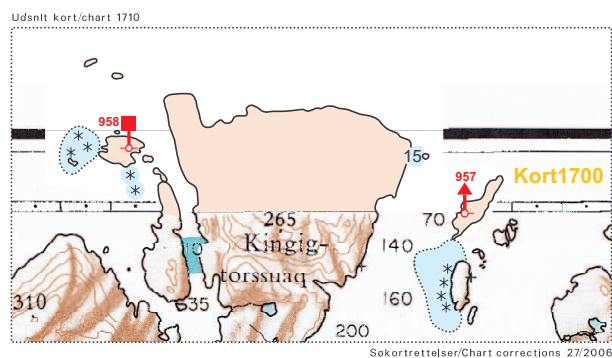 Udsnit kort/chart 1710
958
15
957
Kort1700
265
70
Kingig-
torssuaq
10
140
310
35
160
200
Søkortrettelser/Chart corrections 27/2006